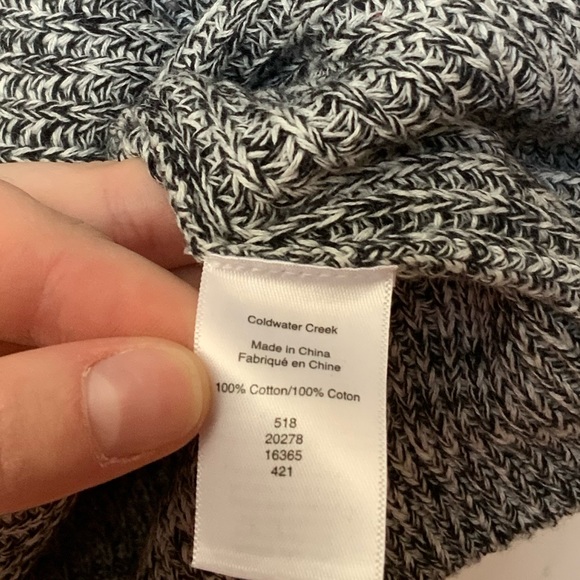 Coldwater Creek
Made in China
Fabriqué en Chine
100% Cotton/100% Coton
518
20278
16365
421